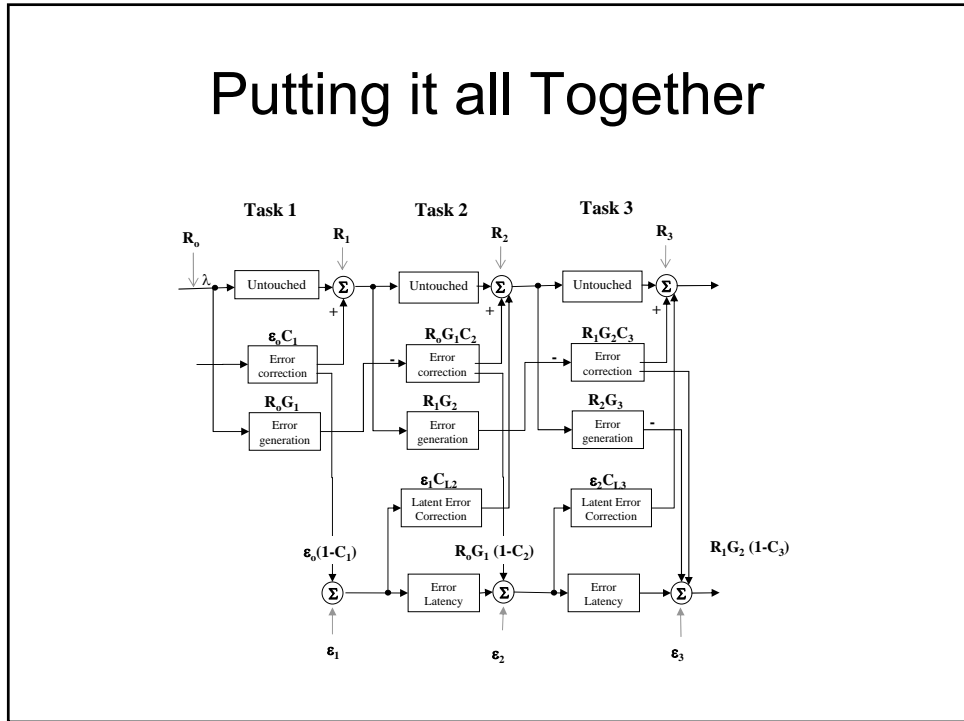 Putting it all Together
Task 1 Task 2 Task 3
Rₒ R₁ R₂ R₃
λ Untouched Σ Untouched Σ Untouched Σ
+ + +
εₒC₁ RₒG₁C₂ R₁G₂C₃
Error
correction
- Error
correction
- Error
correction
RₒG₁ R₁G₂ R₂G₃
Error
generation
Error
generation
Error
generation
-
ε₁C_L2 ε₂C_L3
Latent Error
Correction
Latent Error
Correction
εₒ(1-C₁) RₒG₁ (1-C₂) R₁G₂ (1-C₃)
Σ Error
Latency
Σ Error
Latency
Σ
ε₁ ε₂ ε₃